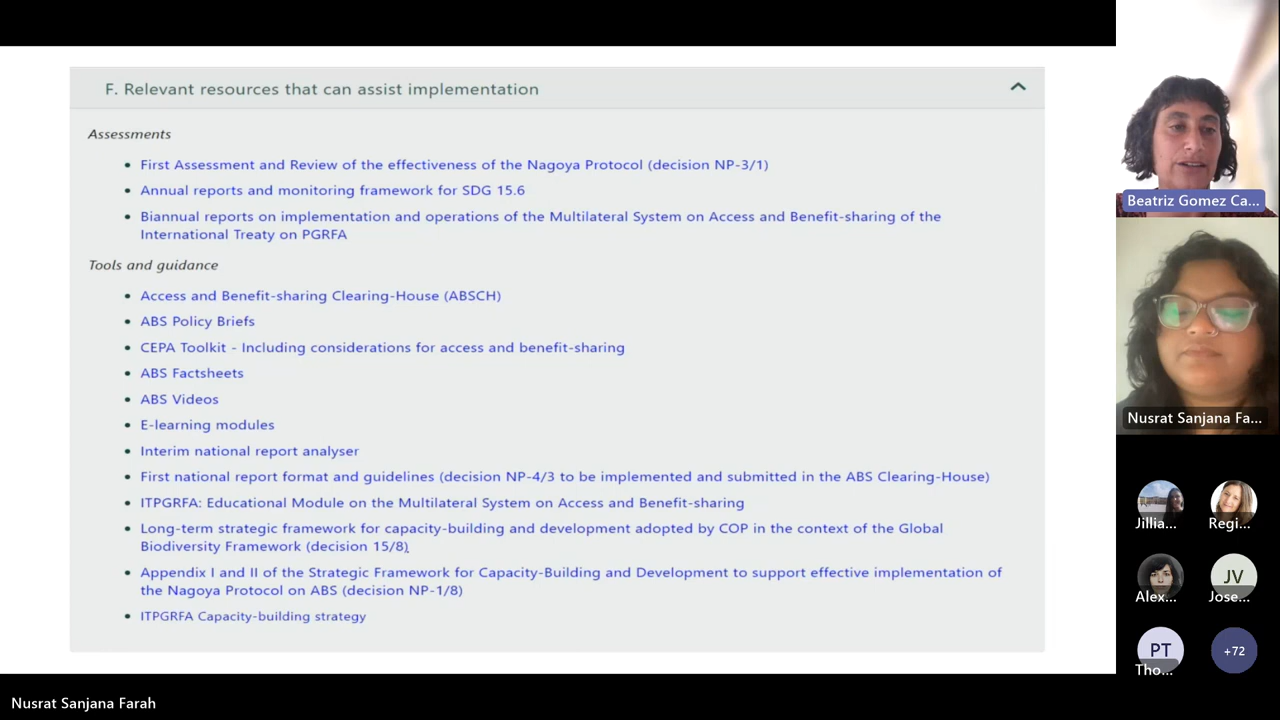 F. Relevant resources that can assist implementation
Assessments
• First Assessment and Review of the effectiveness of the Nagoya Protocol (decision NP-3/1)
• Annual reports and monitoring framework for SDG 15.6
• Biannual reports on implementation and operations of the Multilateral System on Access and Benefit-sharing of the
International Treaty on PGRFA
Tools and guidance
• Access and Benefit-sharing Clearing-House (ABSCH)
• ABS Policy Briefs
• CEPA Toolkit - Including considerations for access and benefit-sharing
• ABS Factsheets
• ABS Videos
• E-learning modules
• Interim national report analyser
• First national report format and guidelines (decision NP-4/3 to be implemented and submitted in the ABS Clearing-House)
• ITPGRFA: Educational Module on the Multilateral System on Access and Benefit-sharing
• Long-term strategic framework for capacity-building and development adopted by COP in the context of the Global
Biodiversity Framework (decision 15/8)
• Appendix I and II of the Strategic Framework for Capacity-Building and Development to support effective implementation of
the Nagoya Protocol on ABS (decision NP-1/8)
• ITPGRFA Capacity-building strategy
Beatriz Gomez Ca...
Nusrat Sanjana Fa...
Jillia... Regi...
Alex... JV Jose...
PT Tho... +72
Nusrat Sanjana Farah